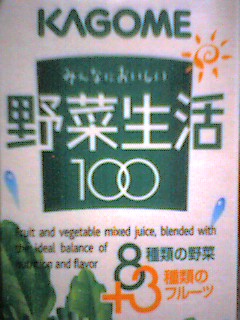 KAGOME
みんなにおいしい
野菜生活
100
Fruit and vegetable mixed juice, blended with
the ideal balance of
nutrition and flavor
8種類の野菜
+3種類の
フルーツ